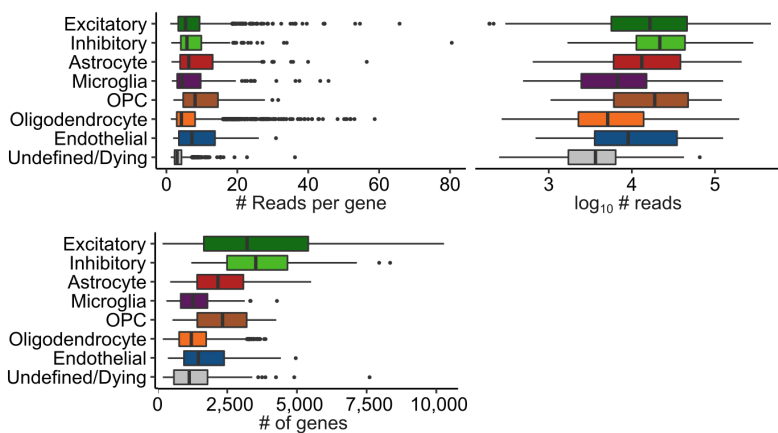 Excitatory
Inhibitory
Astrocyte
Microglia
OPC
Oligodendrocyte
Endothelial
Undefined/Dying
0 20 40 60 80
# Reads per gene
3 4 5
log₁₀ # reads
Excitatory
Inhibitory
Astrocyte
Microglia
OPC
Oligodendrocyte
Endothelial
Undefined/Dying
0 2,500 5,000 7,500 10,000
# of genes